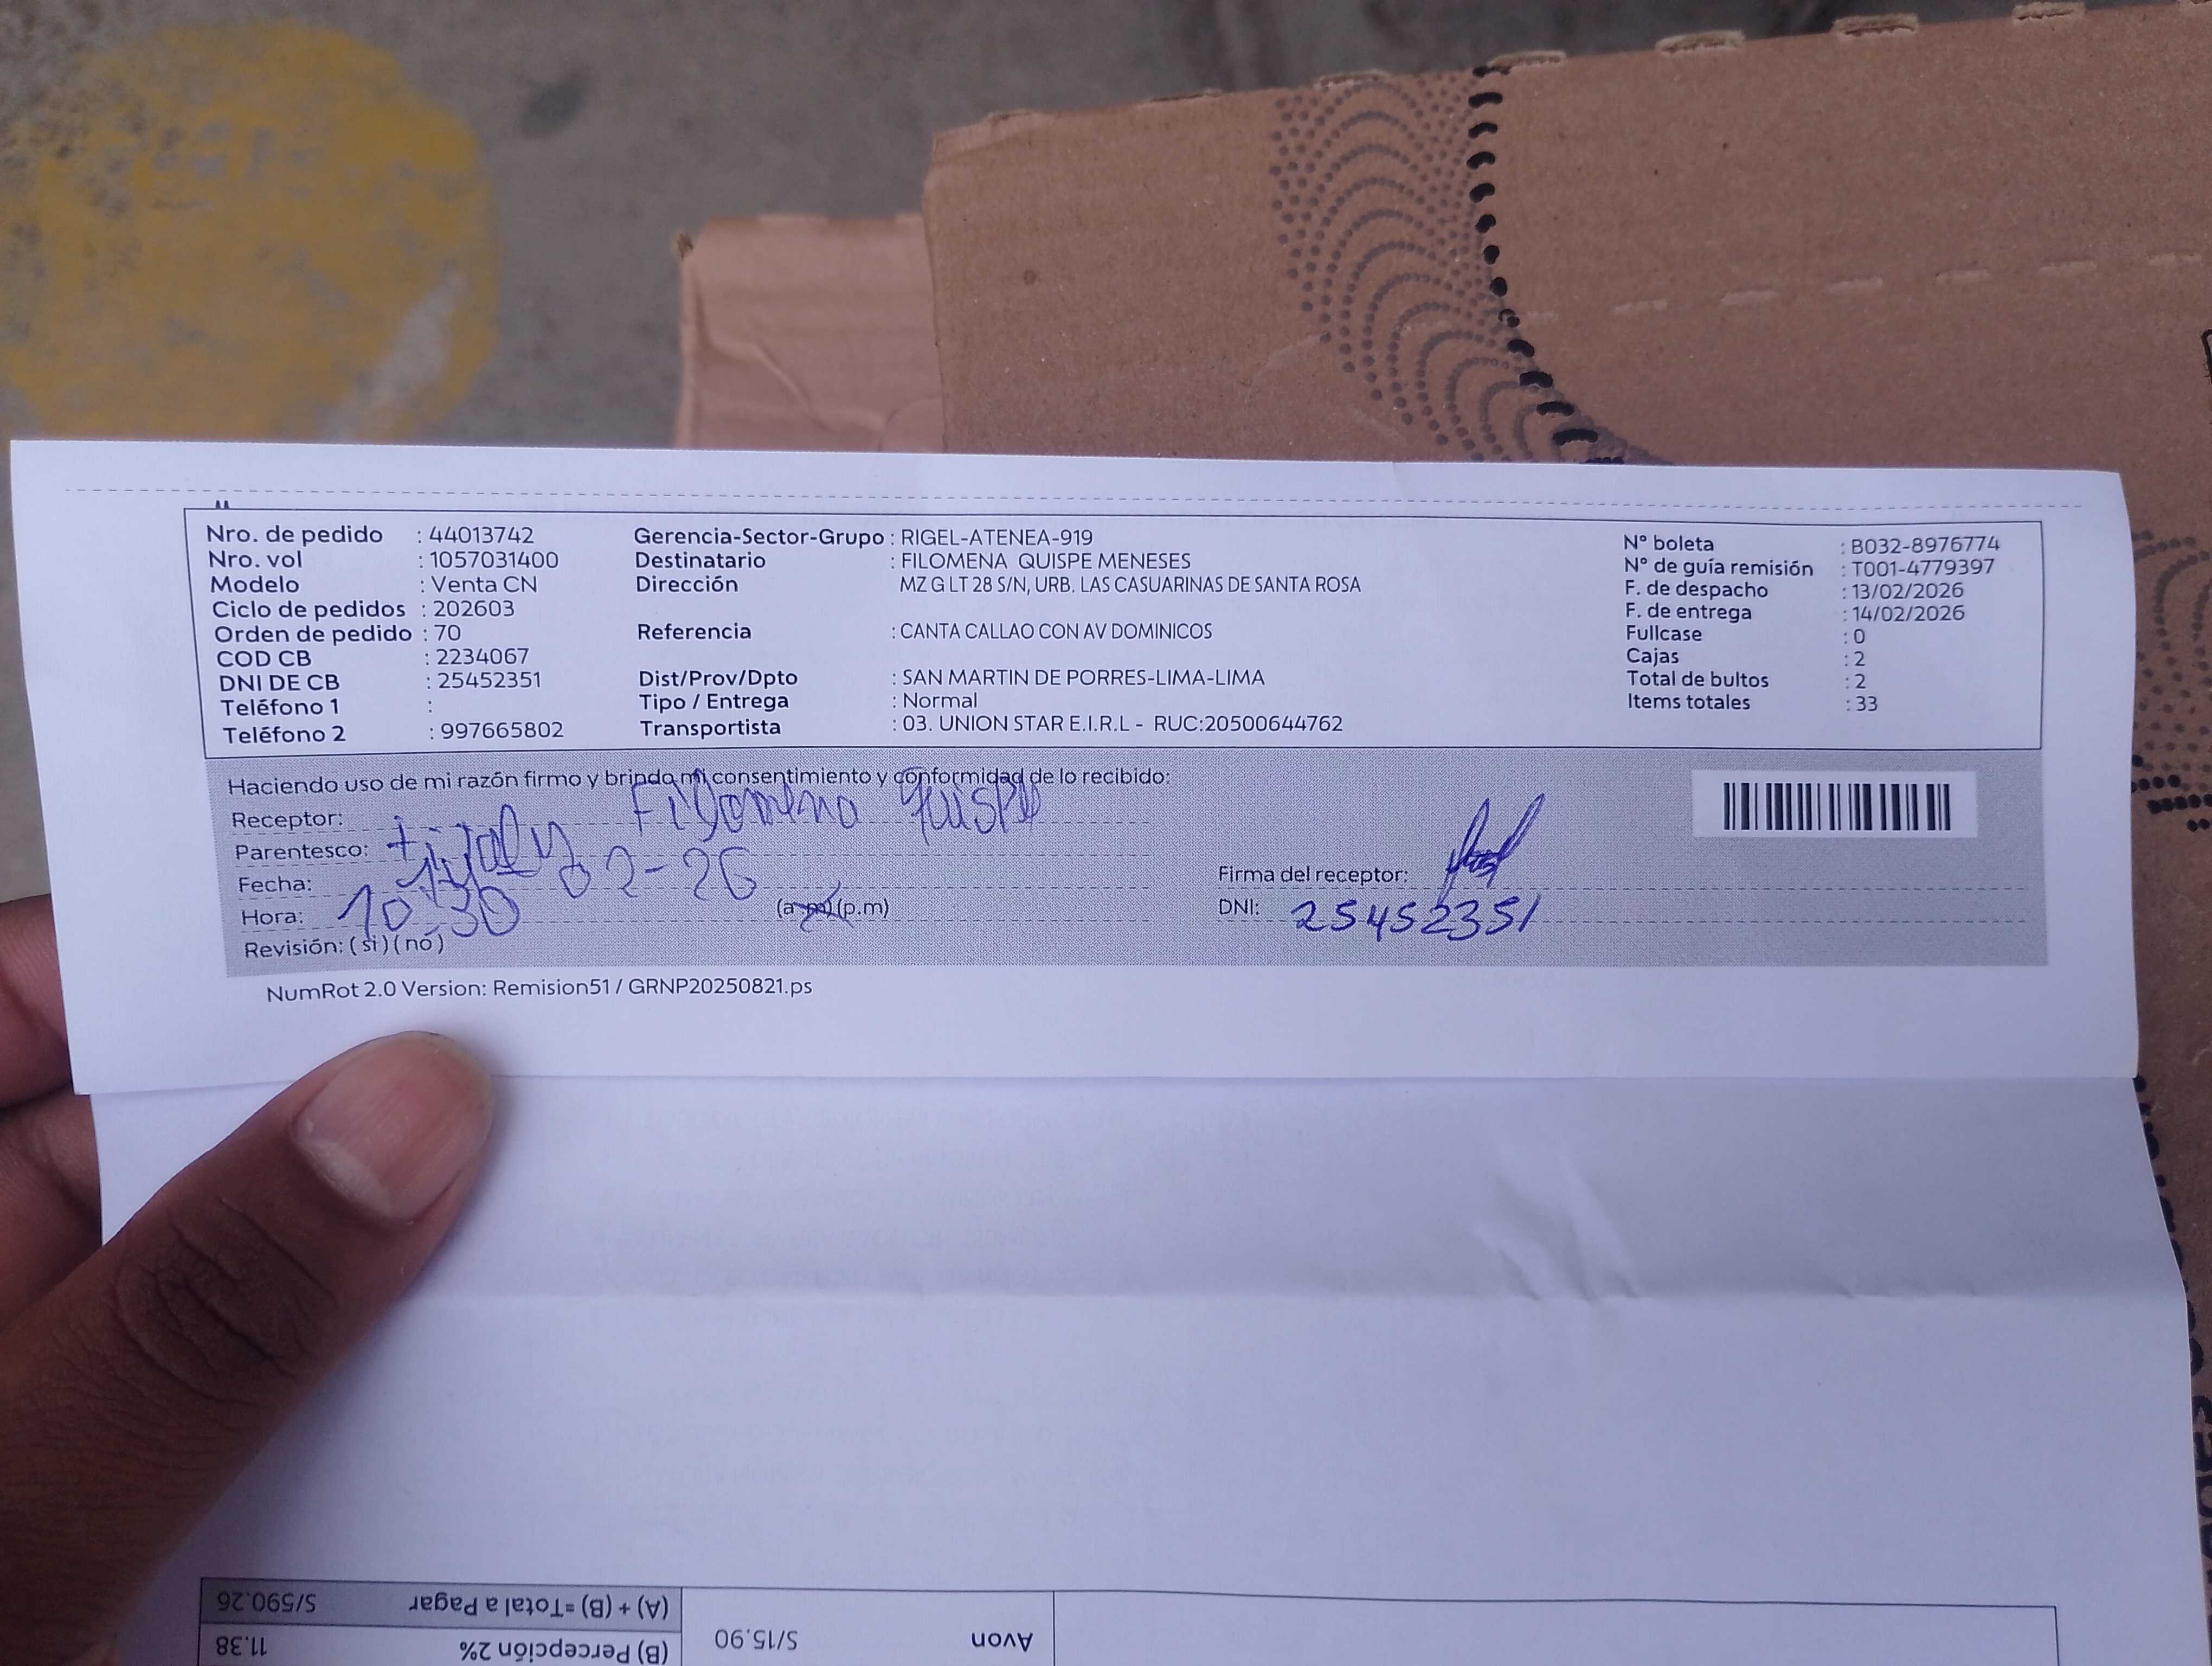 Nro. de pedido : 44013742
Nro. vol : 1057031400
Modelo : Venta CN
Ciclo de pedidos : 202603
Orden de pedido : 70
COD CB : 2234067
DNI DE CB : 25452351
Teléfono 1 :
Teléfono 2 : 997665802
Gerencia-Sector-Grupo : RIGEL-ATENEA-919
Destinatario : FILOMENA QUISPE MENESES
Dirección MZ G LT 28 S/N, URB. LAS CASUARINAS DE SANTA ROSA
Referencia : CANTA CALLAO CON AV DOMINICOS
Dist/Prov/Dpto : SAN MARTIN DE PORRES-LIMA-LIMA
Tipo / Entrega : Normal
Transportista : 03. UNION STAR E.I.R.L - RUC:20500644762
N° boleta : B032-8976774
N° de guía remisión : T001-4779397
F. de despacho : 13/02/2026
F. de entrega : 14/02/2026
Fullcase : 0
Cajas : 2
Total de bultos : 2
Items totales : 33
Haciendo uso de mi razón firmo y brindo mi consentimiento y conformidad de lo recibido:
Receptor: Filomena Quispe
Parentesco:
Fecha: 02-26
Hora: 10:30 (a.m)(p.m)
Revisión: (si)(no)
Firma del receptor:
DNI: 25452351
NumRot 2.0 Version: Remision51 / GRNP20250821.ps
Avon S/15.90
(B) Percepción 2% 11.38
(A) + (B) =Total a Pagar S/590.26